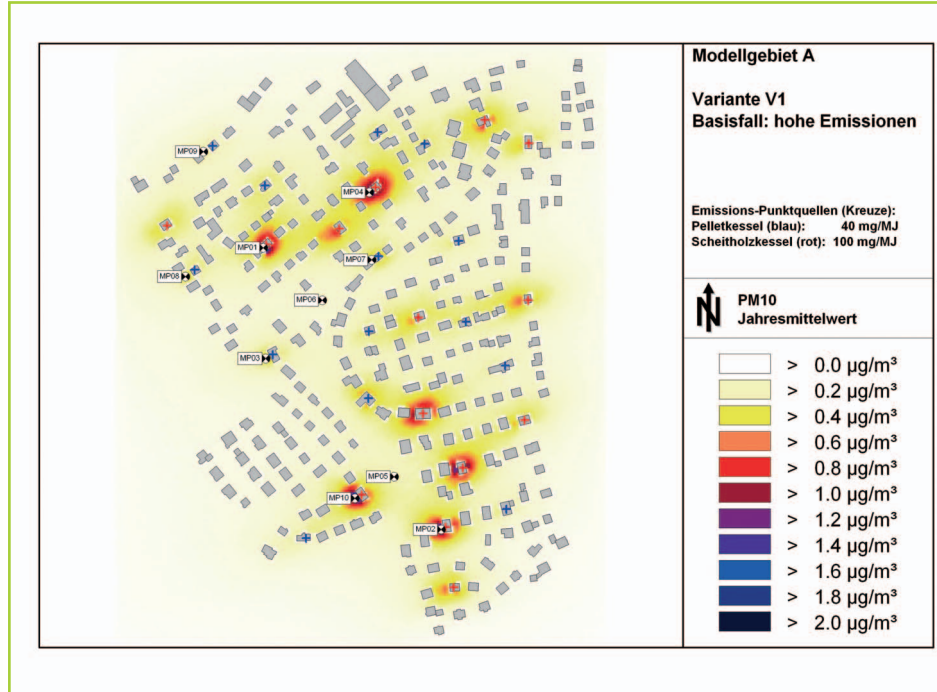 Modellgebiet A
Variante V1
Basisfall: hohe Emissionen
Emissions-Punktquellen (Kreuze):
Pelletkessel (blau): 40 mg/MJ
Scheitholzkessel (rot): 100 mg/MJ
N
PM10
Jahresmittelwert
> 0.0 µg/m³
> 0.2 µg/m³
> 0.4 µg/m³
> 0.6 µg/m³
> 0.8 µg/m³
> 1.0 µg/m³
> 1.2 µg/m³
> 1.4 µg/m³
> 1.6 µg/m³
> 1.8 µg/m³
> 2.0 µg/m³
MP09
MP04
MP01
MP07
MP08
MP06
MP03
MP05
MP10
MP02